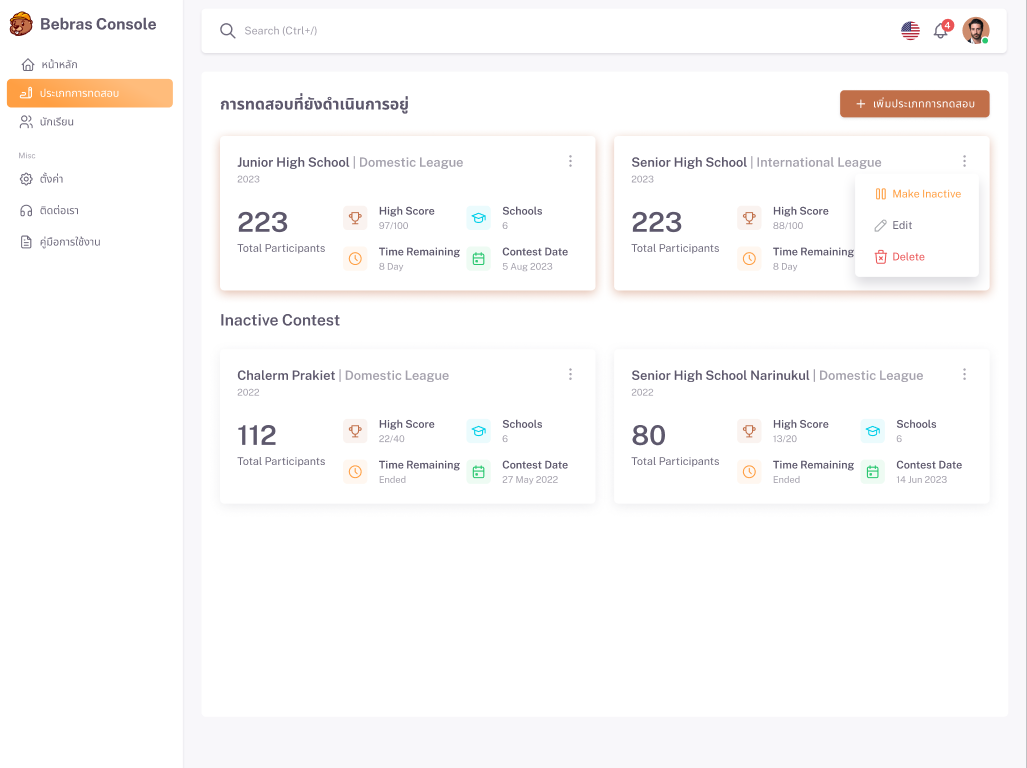 Bebras Console
หน้าหลัก
ประเภทการทดสอบ
นักเรียน
Misc
ตั้งค่า
ติดต่อเรา
คู่มือการใช้งาน
Search (Ctrl+/)
4
การทดสอบที่ยังดำเนินการอยู่
เพิ่มประเภทการทดสอบ
Junior High School | Domestic League
2023
223
Total Participants
High Score
97/100
Schools
6
Time Remaining
8 Day
Contest Date
5 Aug 2023
Senior High School | International League
2023
223
Total Participants
High Score
88/100
Time Remaining
8 Day
Make Inactive
Edit
Delete
Inactive Contest
Chalerm Prakiet | Domestic League
2022
112
Total Participants
High Score
22/40
Schools
6
Time Remaining
Ended
Contest Date
27 May 2022
Senior High School Narinukul | Domestic League
2022
80
Total Participants
High Score
13/20
Schools
6
Time Remaining
Ended
Contest Date
14 Jun 2023